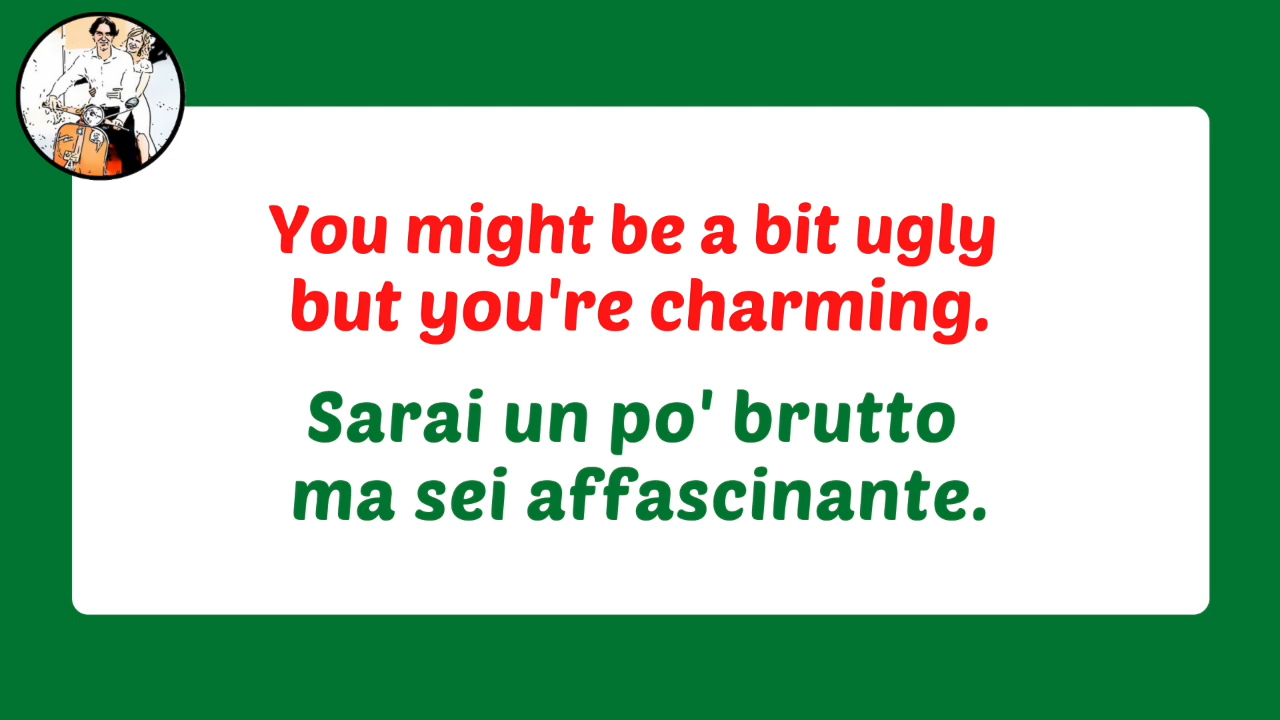 You might be a bit ugly
but you're charming.
Sarai un po' brutto
ma sei affascinante.